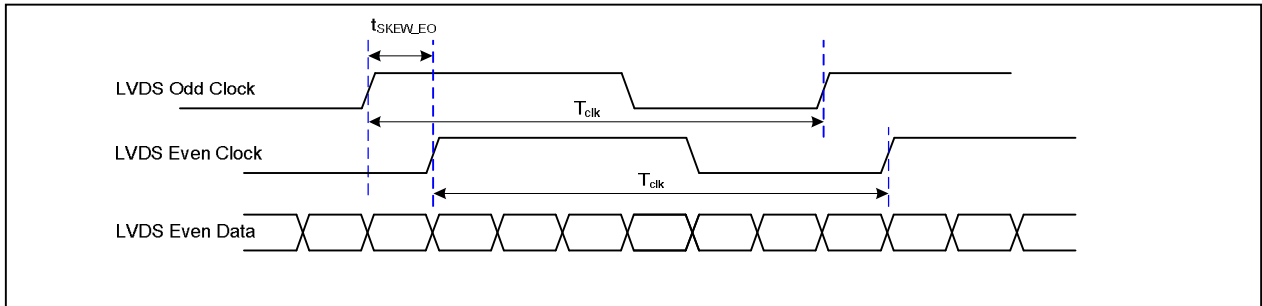 tSKEW_EO
LVDS Odd Clock
Tclk
LVDS Even Clock
Tclk
LVDS Even Data